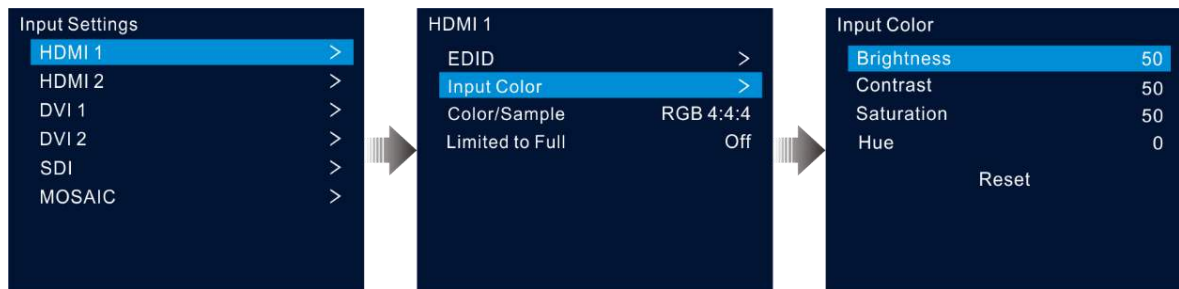 Input Settings
HDMI 1 >
HDMI 2 >
DVI 1 >
DVI 2 >
SDI >
MOSAIC >
HDMI 1
EDID >
Input Color >
Color/Sample RGB 4:4:4
Limited to Full Off
Input Color
Brightness 50
Contrast 50
Saturation 50
Hue 0
Reset